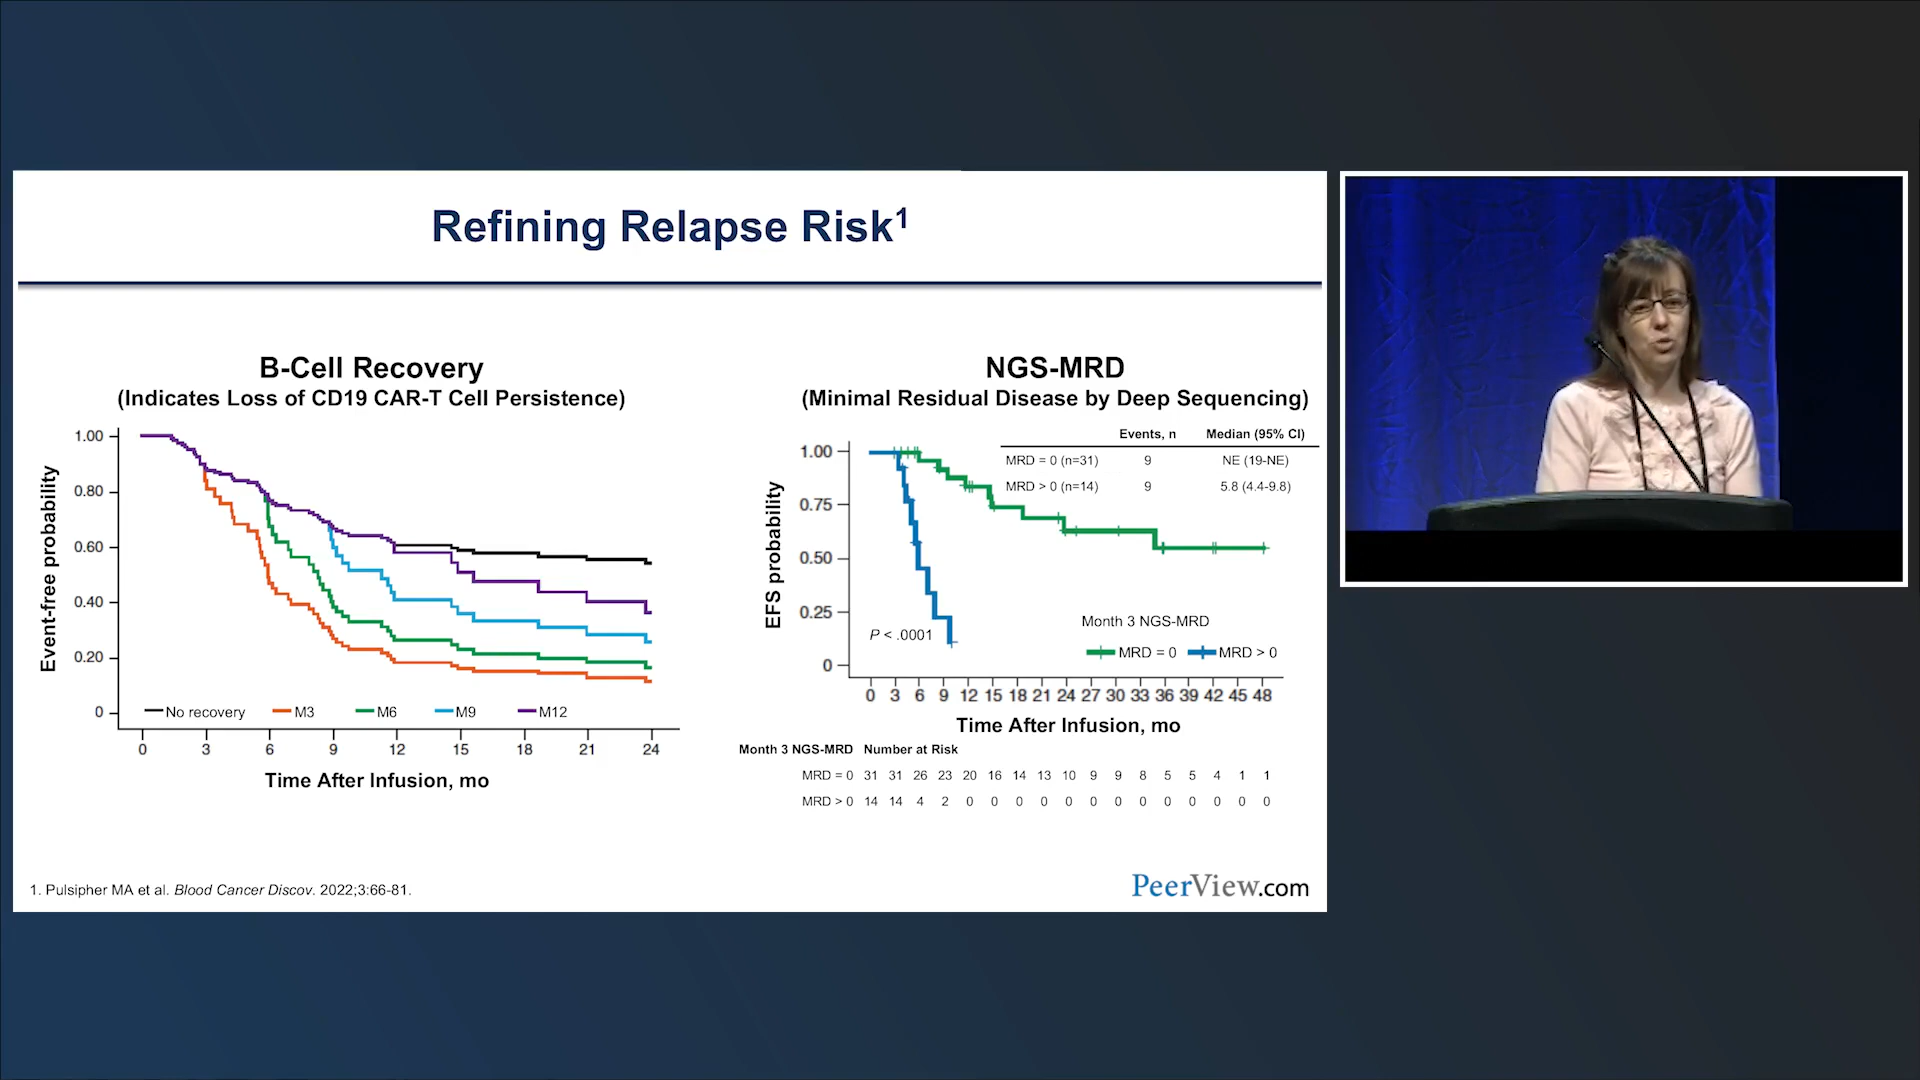 Refining Relapse Risk1
B-Cell Recovery
(Indicates Loss of CD19 CAR-T Cell Persistence)
Event-free probability
1.00
0.80
0.60
0.40
0.20
0
No recovery M3 M6 M9 M12
0 3 6 9 12 15 18 21 24
Time After Infusion, mo
NGS-MRD
(Minimal Residual Disease by Deep Sequencing)
Events, n Median (95% CI)
MRD = 0 (n=31) 9 NE (19-NE)
MRD > 0 (n=14) 9 5.8 (4.4-9.8)
EFS probability
1.00
0.75
0.50
0.25
0
P < .0001
Month 3 NGS-MRD
MRD = 0 MRD > 0
0 3 6 9 12 15 18 21 24 27 30 33 36 39 42 45 48
Time After Infusion, mo
Month 3 NGS-MRD Number at Risk
MRD = 0 31 31 26 23 20 16 14 13 10 9 9 8 5 5 4 1 1
MRD > 0 14 14 4 2 0 0 0 0 0 0 0 0 0 0 0 0 0
1. Pulsipher MA et al. Blood Cancer Discov. 2022;3:66-81.
PeerView.com